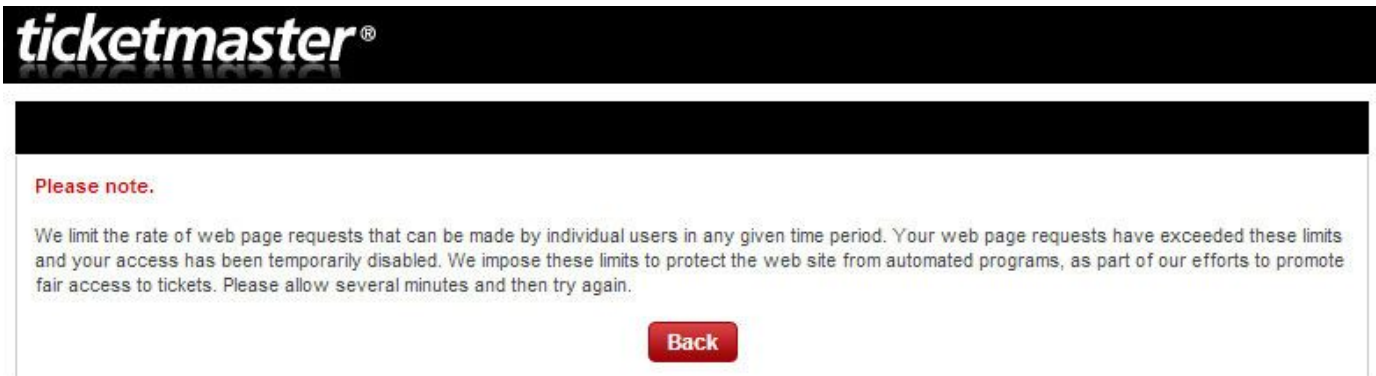 ticketmaster®
Please note.
We limit the rate of web page requests that can be made by individual users in any given time period. Your web page requests have exceeded these limits
and your access has been temporarily disabled. We impose these limits to protect the web site from automated programs, as part of our efforts to promote
fair access to tickets. Please allow several minutes and then try again.
Back